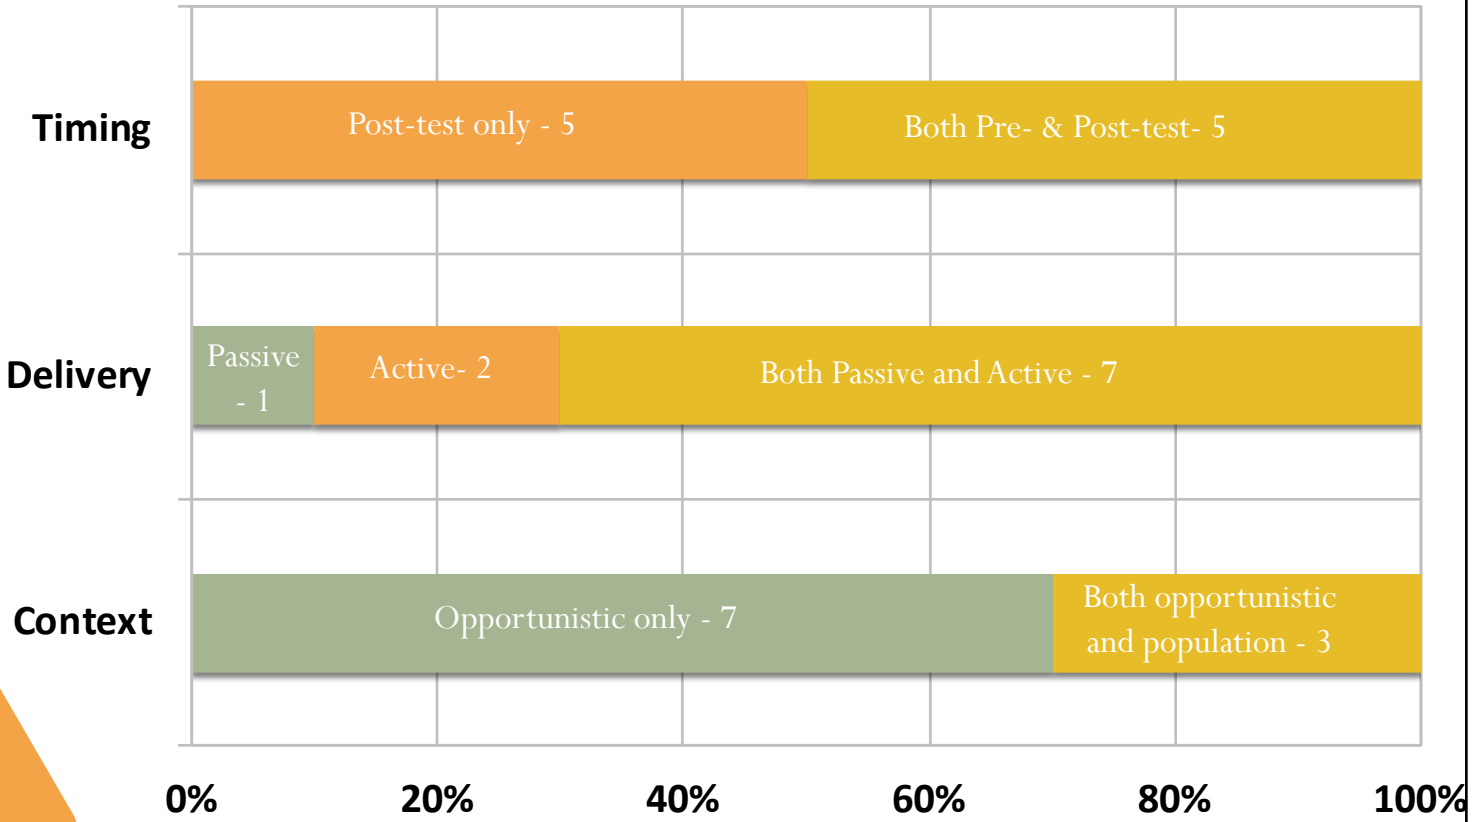 Timing
Post-test only - 5
Both Pre- & Post-test- 5
Delivery
Passive
- 1
Active- 2
Both Passive and Active - 7
Context
Opportunistic only - 7
Both opportunistic
and population - 3
0%
20%
40%
60%
80%
100%